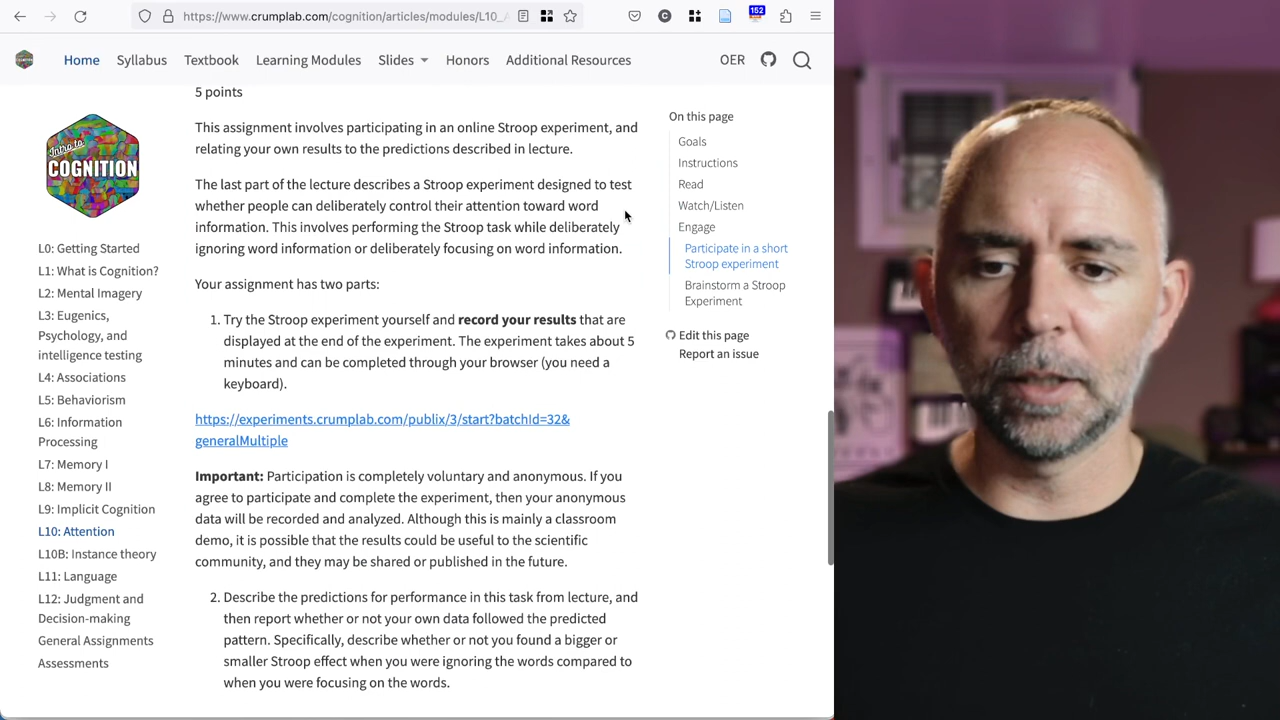 https://www.crumplab.com/cognition/articles/modules/L10_A
152
Home
Syllabus
Textbook
Learning Modules
Slides
Honors
Additional Resources
OER
Intro to
COGNITION
L0: Getting Started
L1: What is Cognition?
L2: Mental Imagery
L3: Eugenics,
Psychology, and
intelligence testing
L4: Associations
L5: Behaviorism
L6: Information
Processing
L7: Memory I
L8: Memory II
L9: Implicit Cognition
L10: Attention
L10B: Instance theory
L11: Language
L12: Judgment and
Decision-making
General Assignments
Assessments
5 points
This assignment involves participating in an online Stroop experiment, and
relating your own results to the predictions described in lecture.
The last part of the lecture describes a Stroop experiment designed to test
whether people can deliberately control their attention toward word
information. This involves performing the Stroop task while deliberately
ignoring word information or deliberately focusing on word information.
Your assignment has two parts:
1. Try the Stroop experiment yourself and record your results that are
displayed at the end of the experiment. The experiment takes about 5
minutes and can be completed through your browser (you need a
keyboard).
https://experiments.crumplab.com/publix/3/start?batchId=32&
generalMultiple
Important: Participation is completely voluntary and anonymous. If you
agree to participate and complete the experiment, then your anonymous
data will be recorded and analyzed. Although this is mainly a classroom
demo, it is possible that the results could be useful to the scientific
community, and they may be shared or published in the future.
2. Describe the predictions for performance in this task from lecture, and
then report whether or not your own data followed the predicted
pattern. Specifically, describe whether or not you found a bigger or
smaller Stroop effect when you were ignoring the words compared to
when you were focusing on the words.
On this page
Goals
Instructions
Read
Watch/Listen
Engage
Participate in a short
Stroop experiment
Brainstorm a Stroop
Experiment
Edit this page
Report an issue